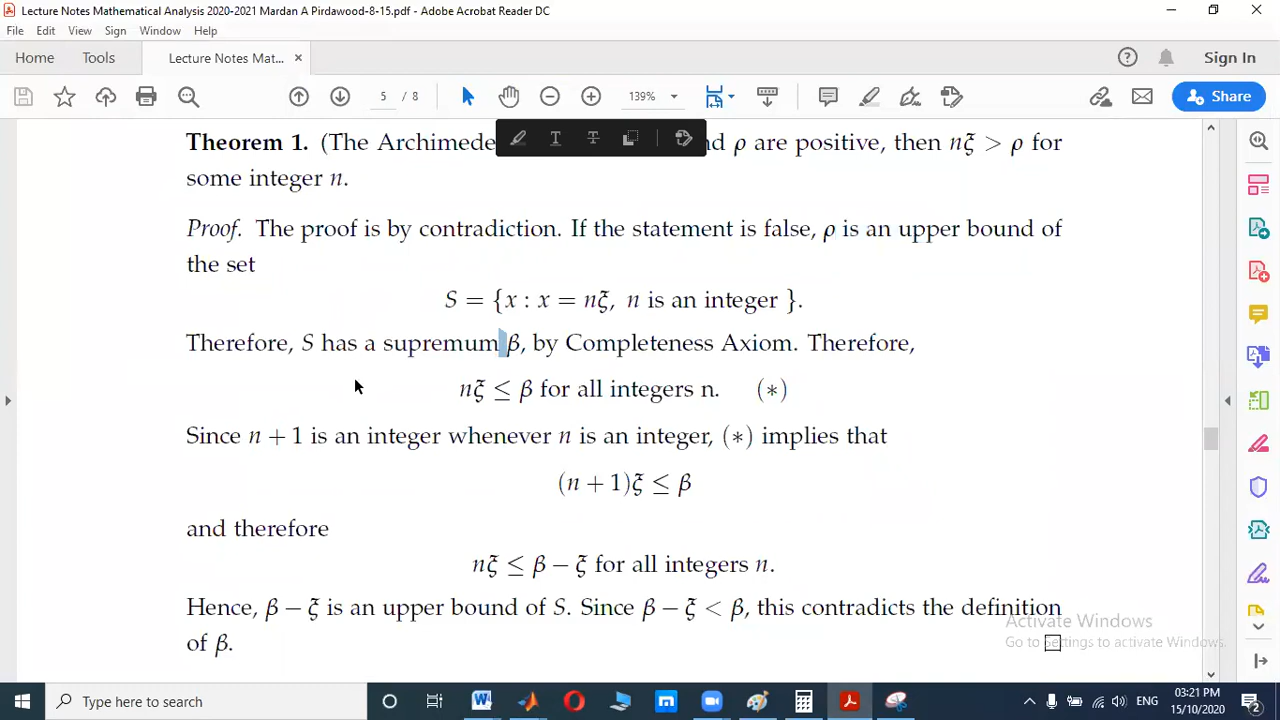 Lecture Notes Mathematical Analysis 2020-2021 Mardan A Pirdawood-8-15.pdf - Adobe Acrobat Reader DC
File Edit View Sign Window Help
Home Tools Lecture Notes Mat... × Sign In
5 / 8 139% Share
Theorem 1. (The Archimede nd ρ are positive, then nξ > ρ for
some integer n.
Proof. The proof is by contradiction. If the statement is false, ρ is an upper bound of
the set
S = {x : x = nξ, n is an integer }.
Therefore, S has a supremum β, by Completeness Axiom. Therefore,
nξ ≤ β for all integers n. (∗)
Since n + 1 is an integer whenever n is an integer, (∗) implies that
(n + 1)ξ ≤ β
and therefore
nξ ≤ β − ξ for all integers n.
Hence, β − ξ is an upper bound of S. Since β − ξ < β, this contradicts the definition
of β. □
Activate Windows
Go to Settings to activate Windows.
Type here to search
ENG
03:21 PM
15/10/2020
2